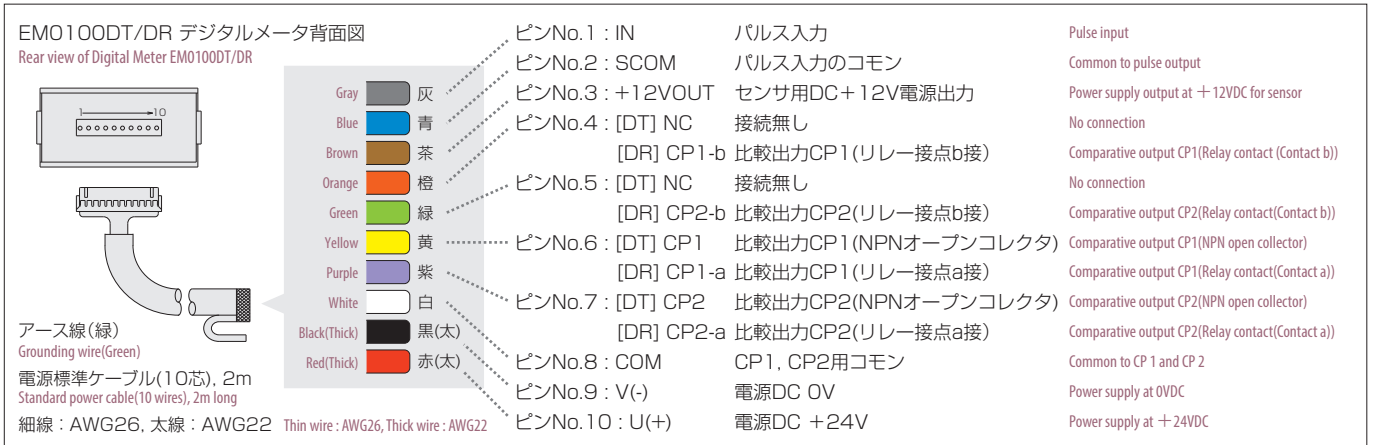 EM0100DT/DR デジタルメータ背面図
Rear view of Digital Meter EM0100DT/DR
1 10
Gray 灰
Blue 青
Brown 茶
Orange 橙
Green 緑
Yellow 黄
Purple 紫
White 白
Black(Thick) 黒(太)
Red(Thick) 赤(太)
アース線(緑)
Grounding wire(Green)
電源標準ケーブル(10芯), 2m
Standard power cable(10 wires), 2m long
細線：AWG26, 太線：AWG22 Thin wire : AWG26, Thick wire : AWG22
ピンNo.1 : IN パルス入力 Pulse input
ピンNo.2 : SCOM パルス入力のコモン Common to pulse output
ピンNo.3 : +12VOUT センサ用DC＋12V電源出力 Power supply output at ＋12VDC for sensor
ピンNo.4 : [DT] NC 接続無し No connection
[DR] CP1-b 比較出力CP1(リレー接点b接) Comparative output CP1(Relay contact (Contact b))
ピンNo.5 : [DT] NC 接続無し No connection
[DR] CP2-b 比較出力CP2(リレー接点b接) Comparative output CP2(Relay contact(Contact b))
ピンNo.6 : [DT] CP1 比較出力CP1(NPNオープンコレクタ) Comparative output CP1(NPN open collector)
[DR] CP1-a 比較出力CP1(リレー接点a接) Comparative output CP1(Relay contact(Contact a))
ピンNo.7 : [DT] CP2 比較出力CP2(NPNオープンコレクタ) Comparative output CP2(NPN open collector)
[DR] CP2-a 比較出力CP2(リレー接点a接) Comparative output CP2(Relay contact(Contact a))
ピンNo.8 : COM CP1, CP2用コモン Common to CP 1 and CP 2
ピンNo.9 : V(-) 電源DC 0V Power supply at 0VDC
ピンNo.10 : U(+) 電源DC +24V Power supply at ＋24VDC